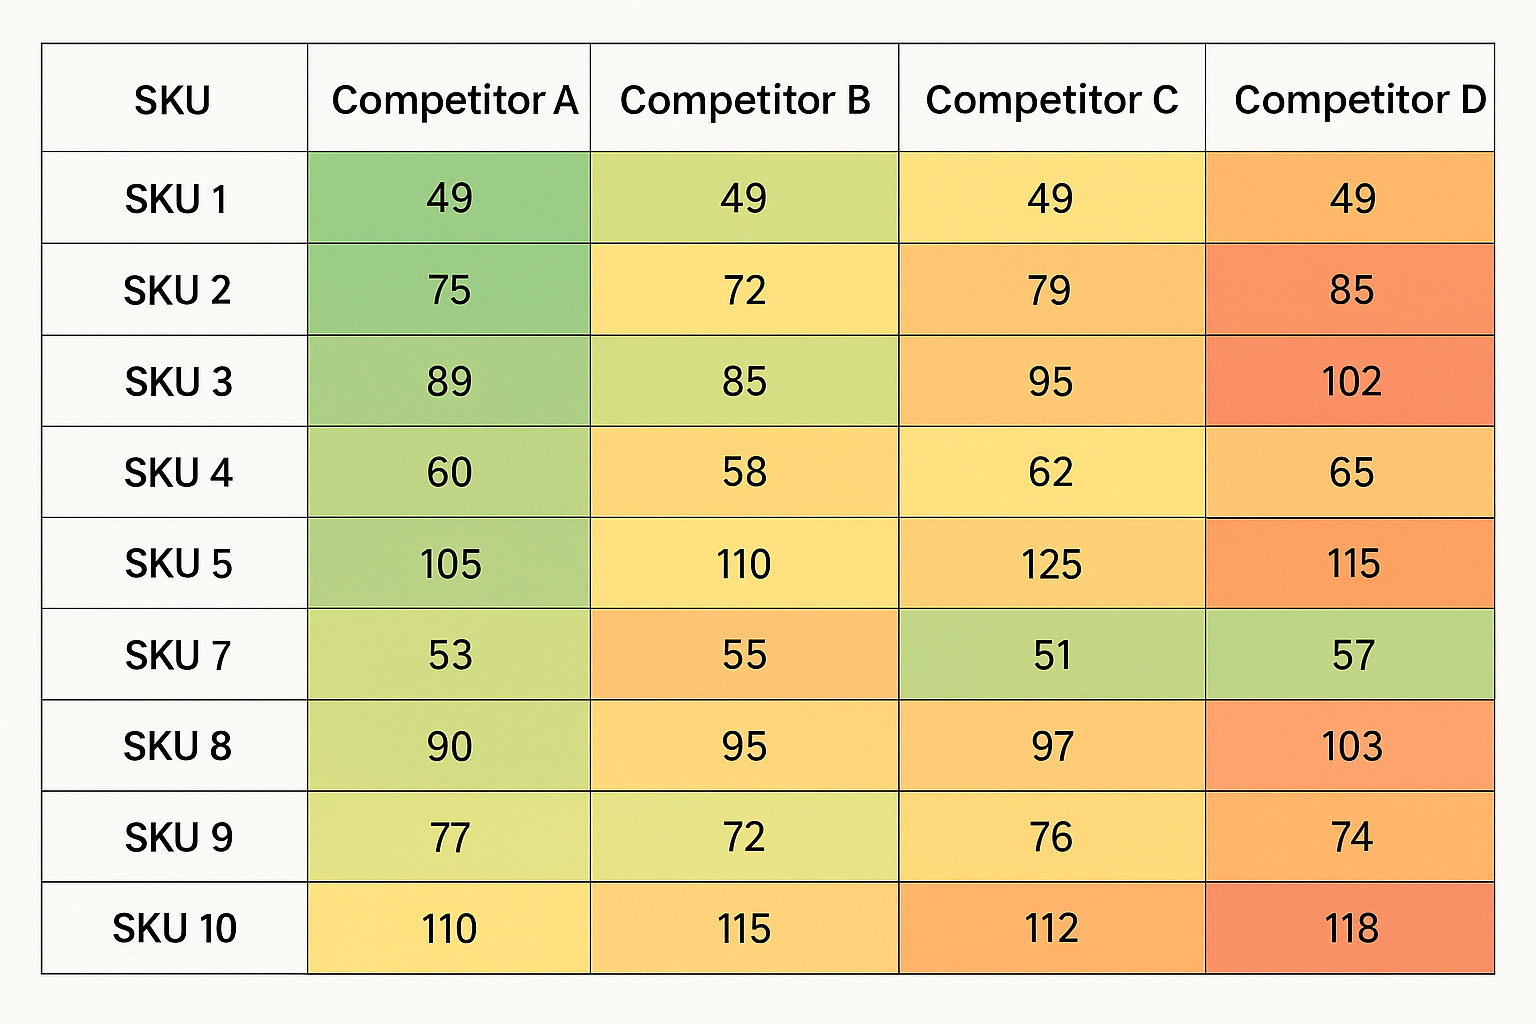 SKU Competitor A Competitor B Competitor C Competitor D
SKU 1 49 49 49 49
SKU 2 75 72 79 85
SKU 3 89 85 95 102
SKU 4 60 58 62 65
SKU 5 105 110 125 115
SKU 7 53 55 51 57
SKU 8 90 95 97 103
SKU 9 77 72 76 74
SKU 10 110 115 112 118